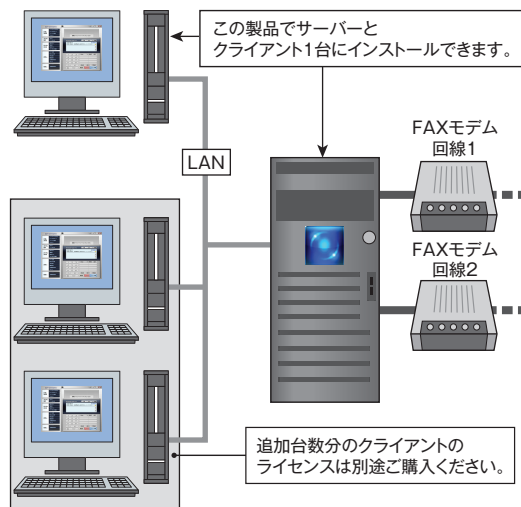 この製品でサーバーと
クライアント1台にインストールできます。
FAXモデム
回線1
LAN
FAXモデム
回線2
追加台数分のクライアントの
ライセンスは別途ご購入ください。